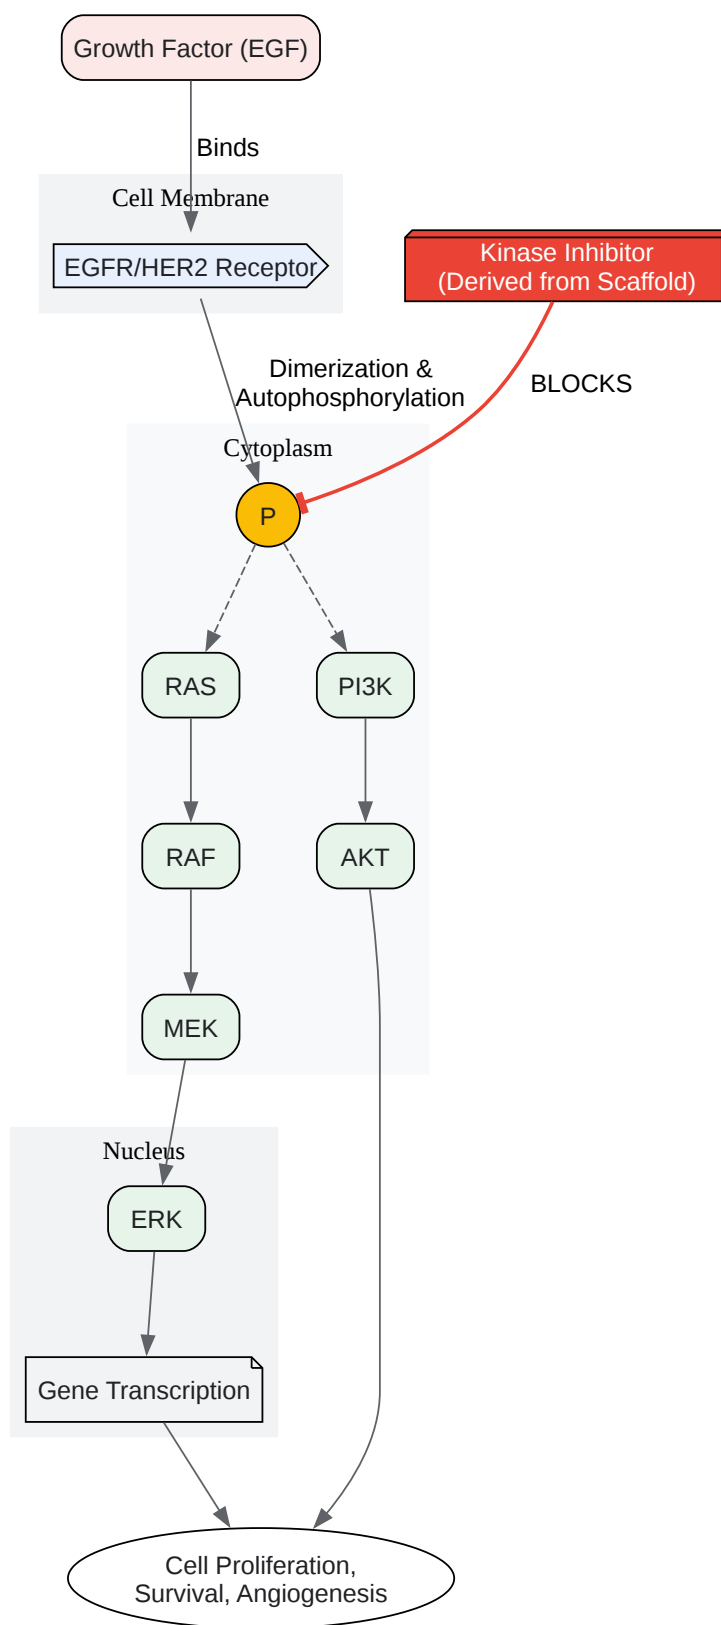 Growth Factor (EGF)
Binds
Cell Membrane
EGFR/HER2 Receptor
Kinase Inhibitor
(Derived from Scaffold)
Dimerization &
Autophosphorylation
BLOCKS
Cytoplasm
P
RAS
PI3K
RAF
AKT
MEK
Nucleus
ERK
Gene Transcription
Cell Proliferation,
Survival, Angiogenesis